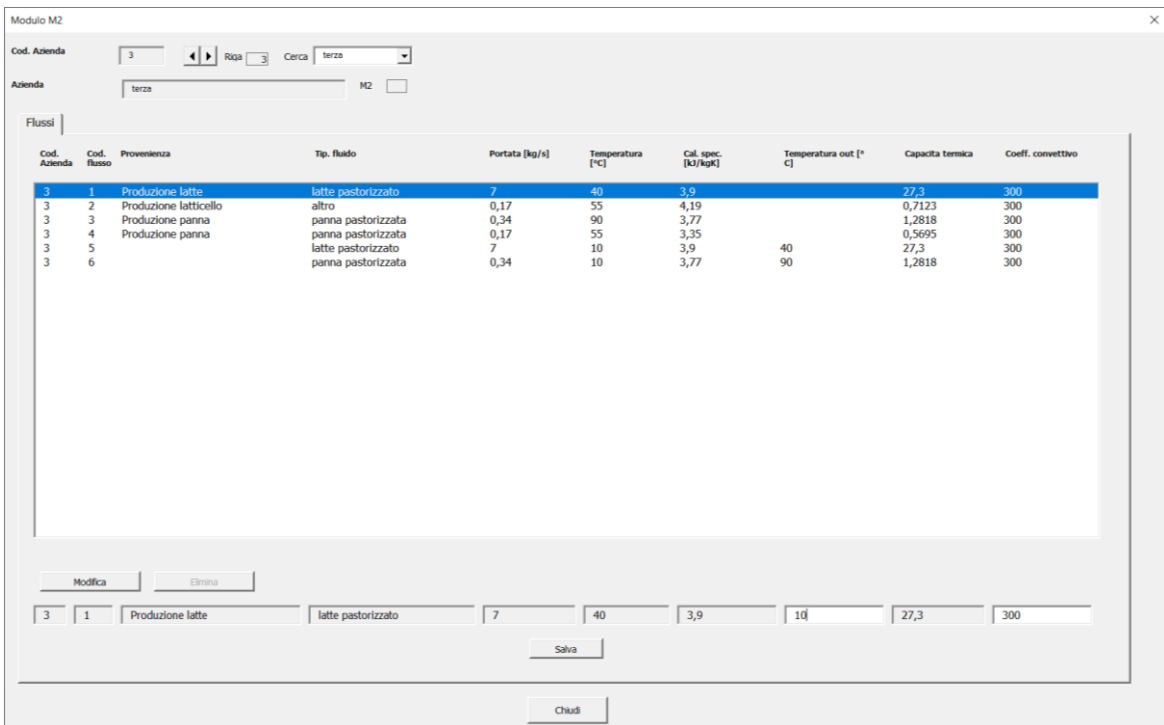 Modulo M2
Cod. Azienda 3 Riga 3 Cerca terza
Azienda terza M2
Flussi
Cod. Azienda Cod. flusso Provenienza Tip. fluido Portata [kg/s] Temperatura [°C] Cal. spec. [kJ/kgK] Temperatura out [° C] Capacita termica Coeff. convettivo
3 1 Produzione latte latte pastorizzato 7 40 3,9 27,3 300
3 2 Produzione latticello altro 0,17 55 4,19 0,7123 300
3 3 Produzione panna panna pastorizzata 0,34 90 3,77 1,2818 300
3 4 Produzione panna panna pastorizzata 0,17 55 3,35 0,5695 300
3 5 latte pastorizzato 7 10 3,9 40 27,3 300
3 6 panna pastorizzata 0,34 10 3,77 90 1,2818 300
Modifica Elimina
3 1 Produzione latte latte pastorizzato 7 40 3,9 10 27,3 300
Salva
Chiudi